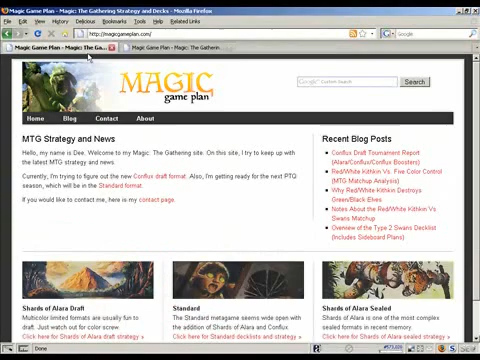 Magic Game Plan - Magic: The Gathering Strategy and Decks - Mozilla Firefox
File Edit View History Delicious Bookmarks Tools Help Related Links
http://magicgameplan.com/
Google
Magic Game Plan - Magic: The Ga...
Magic Game Plan - Magic: The Gatherin...
MAGIC
game plan
Google Custom Search
Search
Home Blog Contact About
MTG Strategy and News
Hello, my name is Dee. Welcome to my Magic: The Gathering site. On this site, I try to keep up with
the latest MTG strategy and news.
Currently, I'm trying to figure out the new Conflux draft format. Also, I'm getting ready for the next PTQ
season, which will be in the Standard format.
If you would like to contact me, here is my contact page.
Recent Blog Posts
Conflux Draft Tournament Report
(Alara/Conflux/Conflux Boosters)
Red/White Kithkin Vs. Five Color Control
(MTG Matchup Analysis)
Why Red/White Kithkin Destroys
Green/Black Elves
Notes About the Red/White Kithkin Vs
Swans Matchup
Overview of the Type 2 Swans Decklist
(Includes Sideboard Plans)
Shards of Alara Draft
Multicolor limited formats are usually fun to
draft. Just watch out for color screw.
Click here for Shards of Alara draft strategy »
Standard
The Standard metagame seems wide open with
the addition of Shards of Alara and Conflux.
Click here for Standard decklists and strategy »
Shards of Alara Sealed
Shards of Alara is one of the most complex
sealed formats in recent memory.
Click here for Shards of Alara sealed strategy »
Done